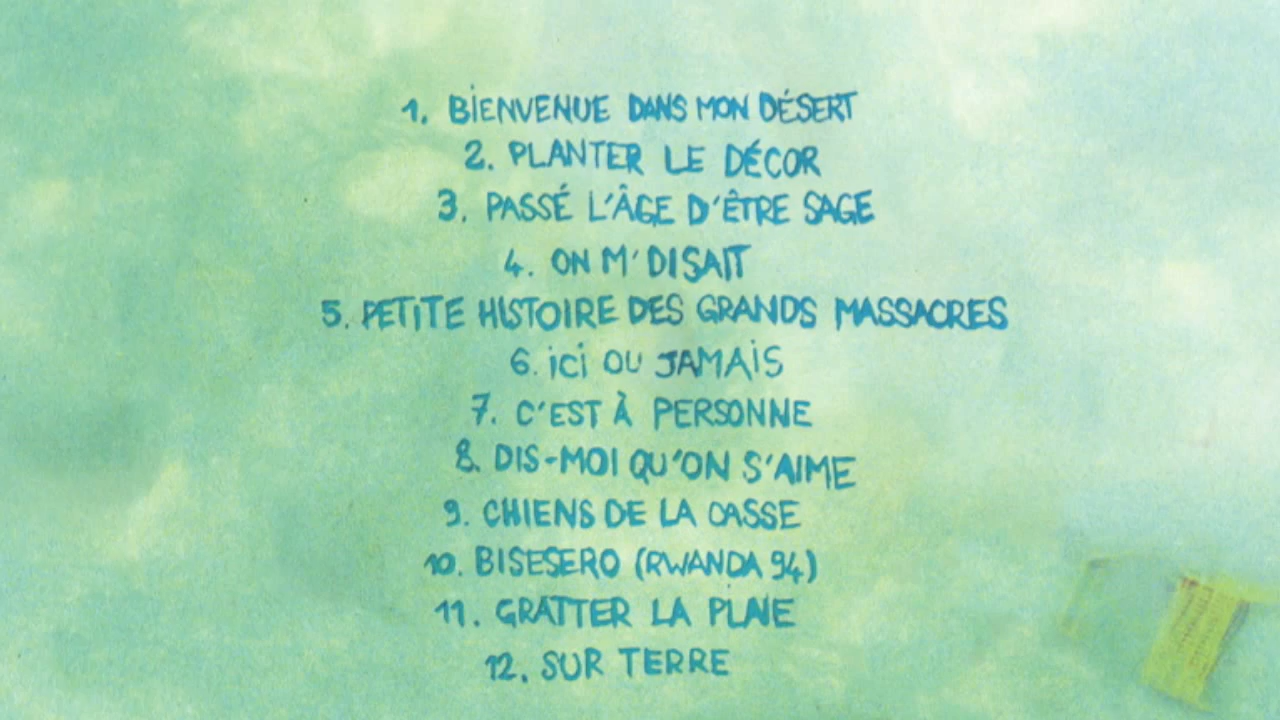 1. BIENVENUE DANS MON DÉSERT
2. PLANTER LE DÉCOR
3. PASSÉ L'ÂGE D'ÊTRE SAGE
4. ON M'DISAIT
5. PETITE HISTOIRE DES GRANDS MASSACRES
6. ICI OU JAMAIS
7. C'EST À PERSONNE
8. DIS-MOI QU'ON S'AIME
9. CHIENS DE LA CASSE
10. BISESERO (RWANDA 94)
11. GRATTER LA PLAIE
12. SUR TERRE